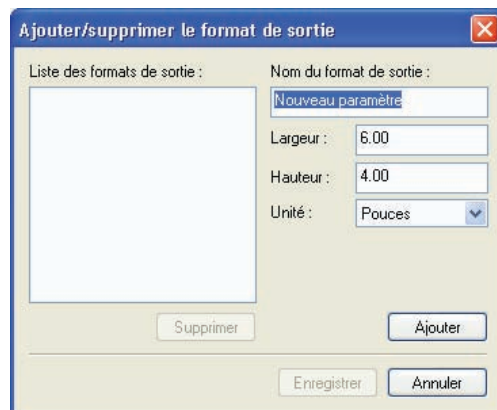 Ajouter/supprimer le format de sortie
Liste des formats de sortie :
Nom du format de sortie :
Nouveau paramètre
Largeur :
6.00
Hauteur :
4.00
Unité :
Pouces
Supprimer
Ajouter
Enregistrer
Annuler